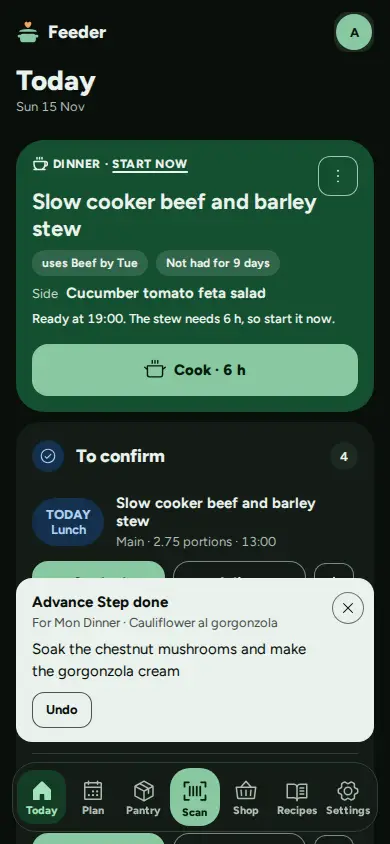 Feeder
A
Today
Sun 15 Nov
DINNER · START NOW
Slow cooker beef and barley
stew
uses Beef by Tue
Not had for 9 days
Side Cucumber tomato feta salad
Ready at 19:00. The stew needs 6 h, so start it now.
Cook · 6 h
To confirm
4
TODAY
Lunch
Slow cooker beef and barley
stew
Main · 2.75 portions · 13:00
Advance Step done
For Mon Dinner · Cauliflower al gorgonzola
Soak the chestnut mushrooms and make
the gorgonzola cream
Undo
Today
Plan
Pantry
Scan
Shop
Recipes
Settings